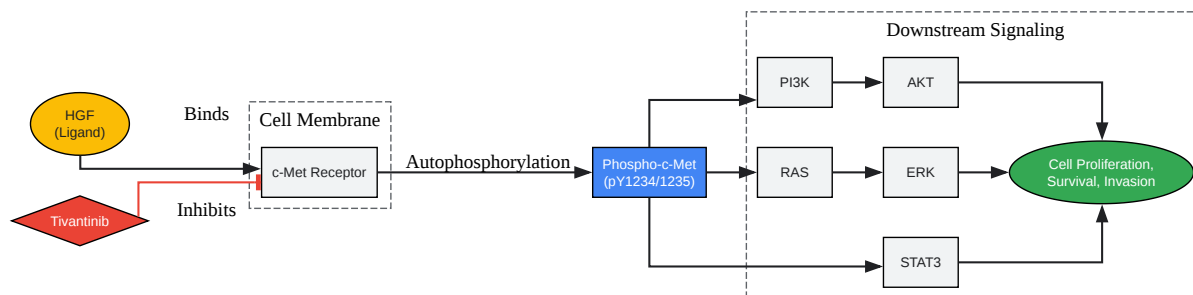 Downstream Signaling
PI3K
AKT
HGF
(Ligand)
Binds
Cell Membrane
c-Met Receptor
Autophosphorylation
Phospho-c-Met
(pY1234/1235)
RAS
ERK
Cell Proliferation,
Survival, Invasion
Tivantinib
Inhibits
STAT3